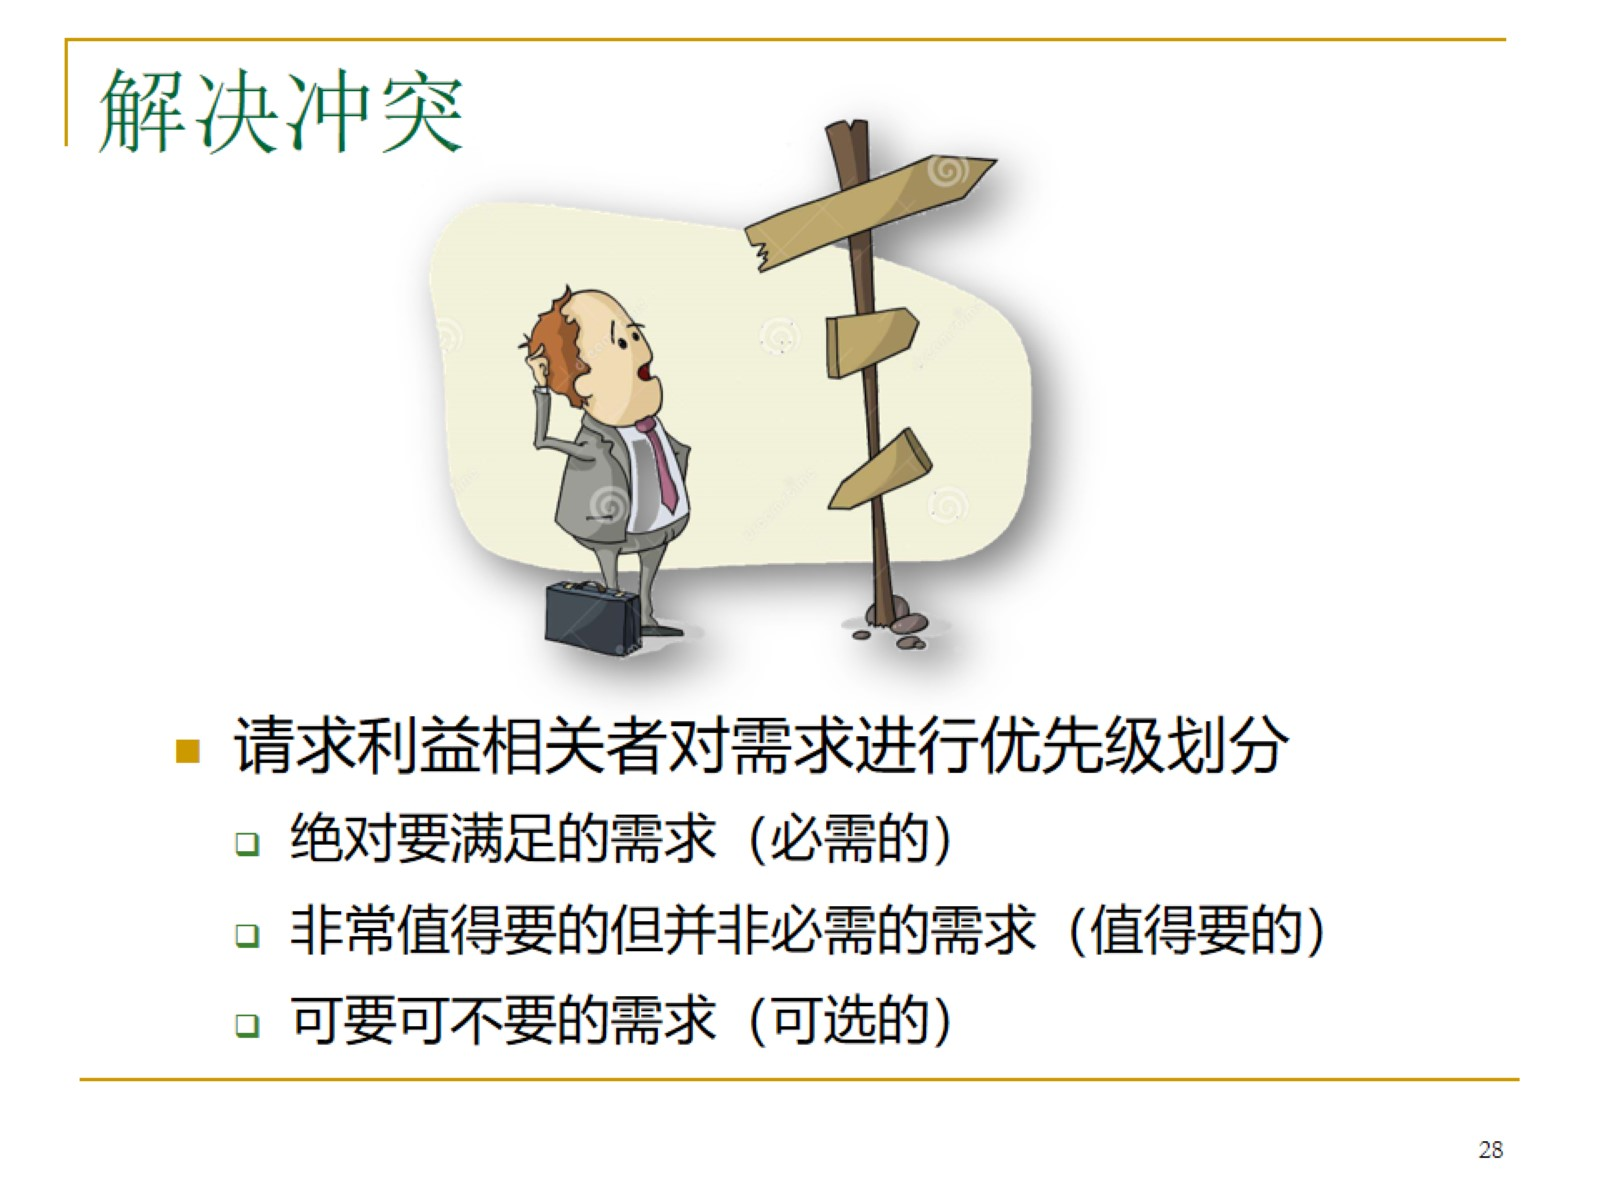 解决冲突
请求利益相关者对需求进行优先级划分
绝对要满足的需求（必需的）
非常值得要的但并非必需的需求（值得要的）
可要可不要的需求（可选的）
28